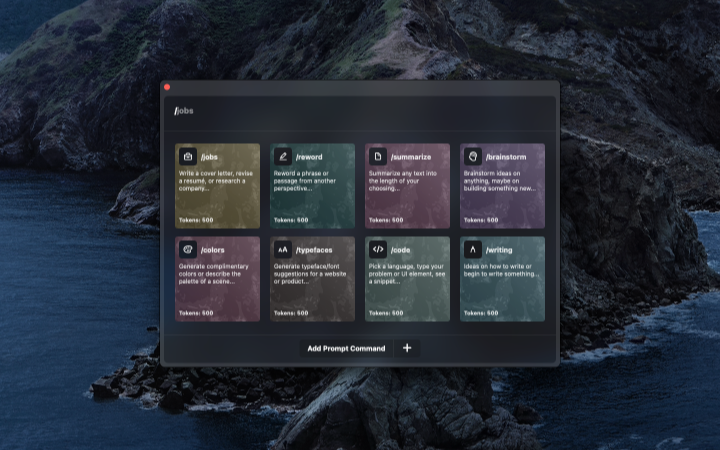 /jobs
/jobs
Write a cover letter, revise
a resumé, or research a
company...
Tokens: 500
/reword
Reword a phrase or
passage from another
perspective...
Tokens: 500
/summarize
Summarize any text into
the length of your
choosing...
Tokens: 500
/brainstorm
Brainstorm ideas on
anything, maybe on
building something new...
Tokens: 500
/colors
Generate complimentary
colors or describe the
palette of a scene...
Tokens: 500
AA /typefaces
Generate typeface/font
suggestions for a website
or product...
Tokens: 500
</> /code
Pick a language, type your
problem or UI element, see
a snippet...
Tokens: 500
/writing
Ideas on how to write or
begin to write something...
Tokens: 500
Add Prompt Command +